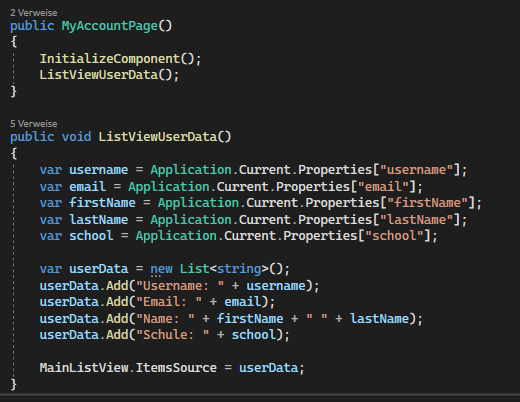 2 Verweise
public MyAccountPage()
{
    InitializeComponent();
    ListViewUserData();
}
5 Verweise
public void ListViewUserData()
{
    var username = Application.Current.Properties["username"];
    var email = Application.Current.Properties["email"];
    var firstName = Application.Current.Properties["firstName"];
    var lastName = Application.Current.Properties["lastName"];
    var school = Application.Current.Properties["school"];
    var userData = new List<string>();
    userData.Add("Username: " + username);
    userData.Add("Email: " + email);
    userData.Add("Name: " + firstName + " " + lastName);
    userData.Add("Schule: " + school);
    MainListView.ItemsSource = userData;
}